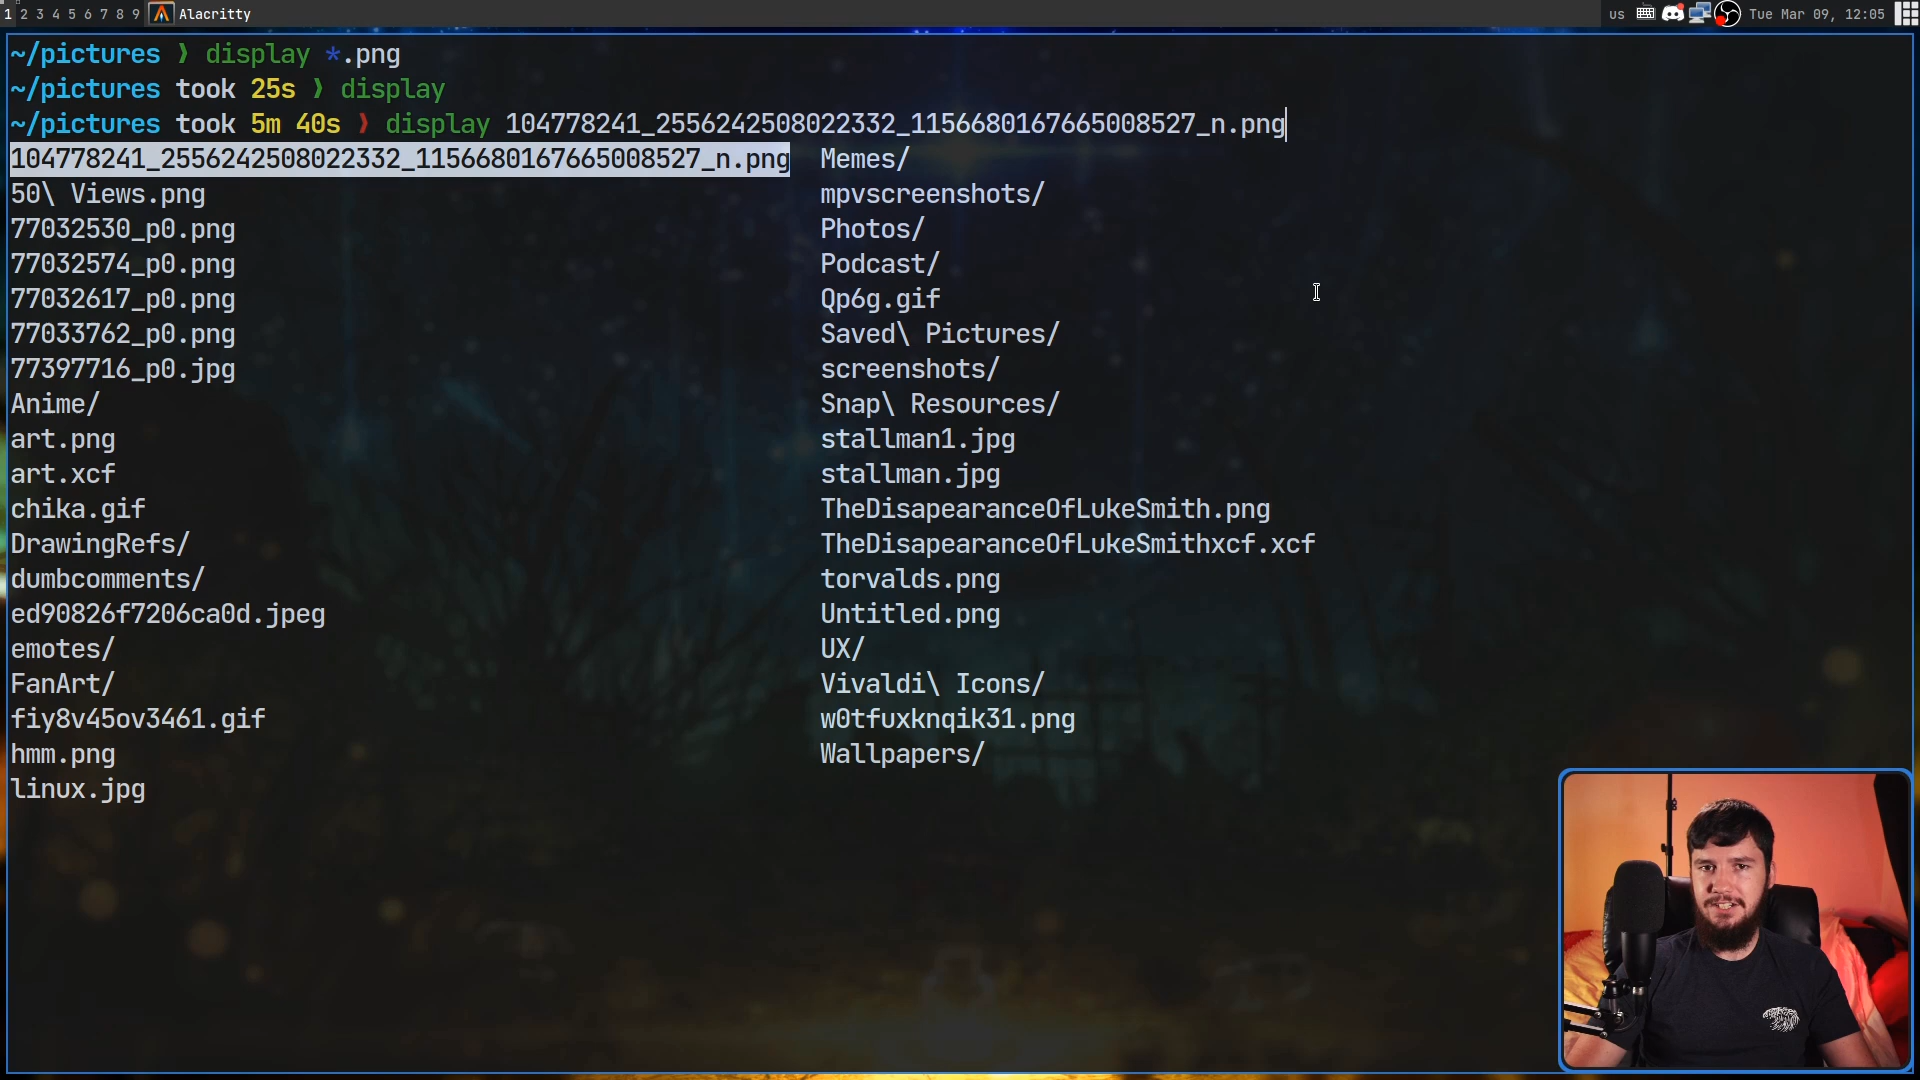 1 2 3 4 5 6 7 8 9 Alacritty us Tue Mar 09, 12:05
~/pictures ❯ display *.png
~/pictures took 25s ❯ display
~/pictures took 5m 40s ❯ display 104778241_2556242508022332_1156680167665008527_n.png
104778241_2556242508022332_1156680167665008527_n.png Memes/
50\ Views.png mpvscreenshots/
77032530_p0.png Photos/
77032574_p0.png Podcast/
77032617_p0.png Qp6g.gif
77033762_p0.png Saved\ Pictures/
77397716_p0.jpg screenshots/
Anime/ Snap\ Resources/
art.png stallman1.jpg
art.xcf stallman.jpg
chika.gif TheDisapearanceOfLukeSmith.png
DrawingRefs/ TheDisapearanceOfLukeSmithxcf.xcf
dumbcomments/ torvalds.png
ed90826f7206ca0d.jpeg Untitled.png
emotes/ UX/
FanArt/ Vivaldi\ Icons/
fiy8v45ov3461.gif w0tfuxknqik31.png
hmm.png Wallpapers/
linux.jpg